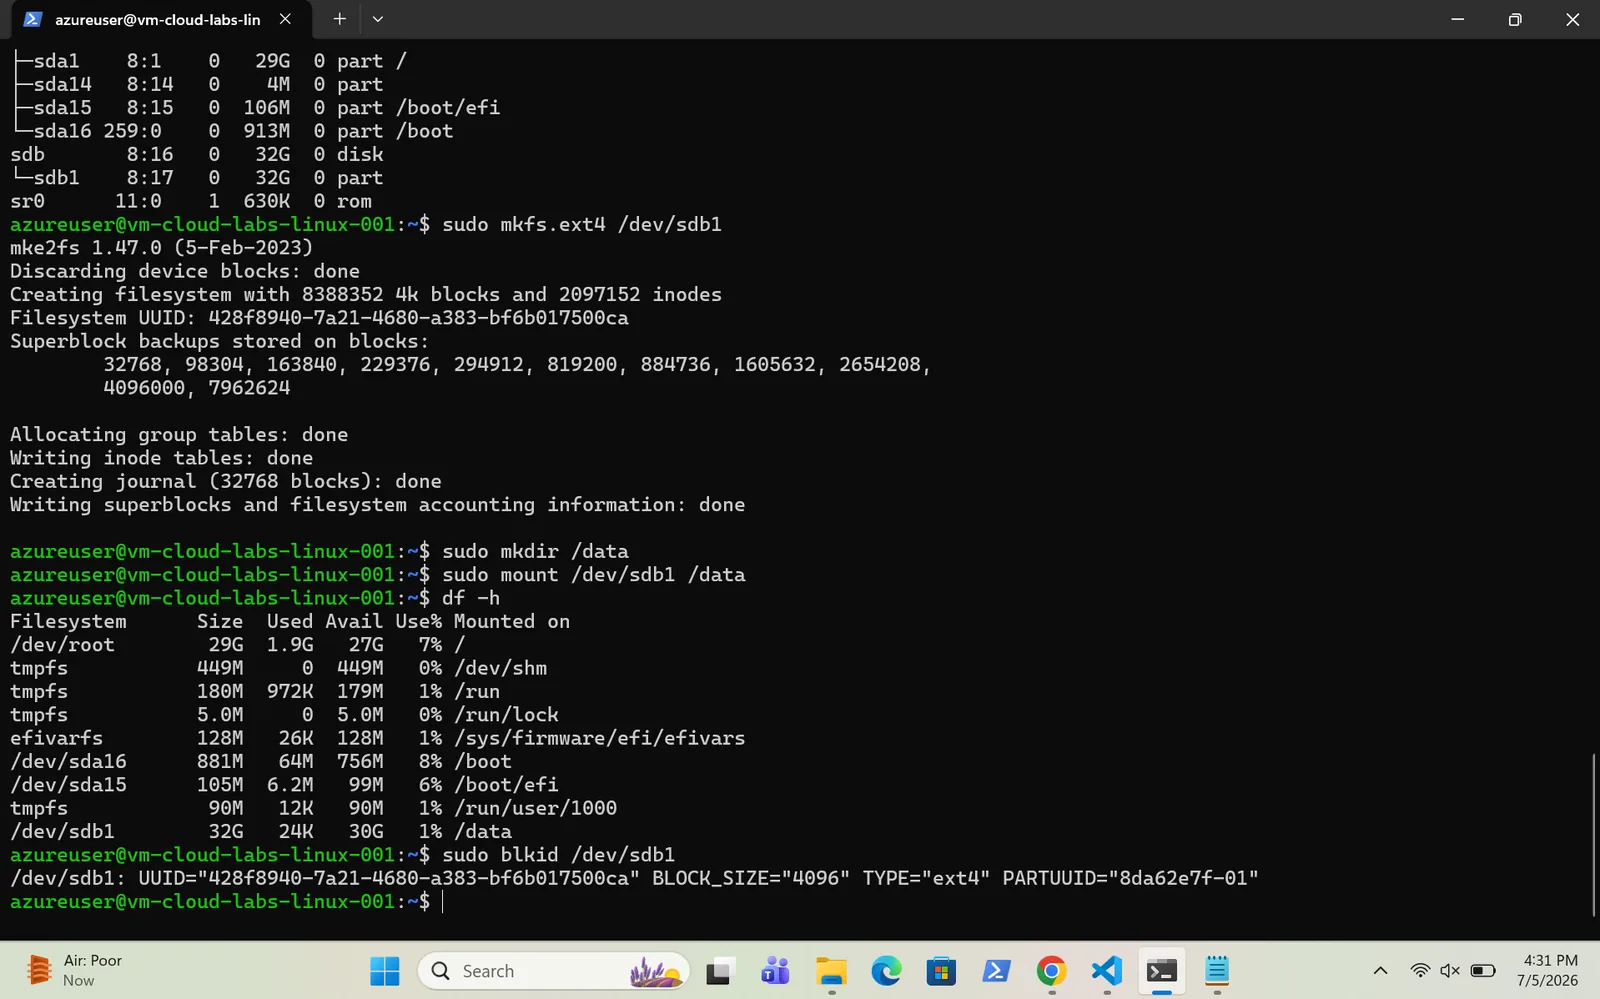 azureuser@vm-cloud-labs-lin
├─sda1    8:1    0   29G  0 part /
├─sda14   8:14   0    4M  0 part
├─sda15   8:15   0  106M  0 part /boot/efi
└─sda16 259:0    0  913M  0 part /boot
sdb       8:16   0   32G  0 disk
└─sdb1    8:17   0   32G  0 part
sr0      11:0    1  630K  0 rom
azureuser@vm-cloud-labs-linux-001:~$ sudo mkfs.ext4 /dev/sdb1
mke2fs 1.47.0 (5-Feb-2023)
Discarding device blocks: done
Creating filesystem with 8388352 4k blocks and 2097152 inodes
Filesystem UUID: 428f8940-7a21-4680-a383-bf6b017500ca
Superblock backups stored on blocks:
        32768, 98304, 163840, 229376, 294912, 819200, 884736, 1605632, 2654208,
        4096000, 7962624
Allocating group tables: done
Writing inode tables: done
Creating journal (32768 blocks): done
Writing superblocks and filesystem accounting information: done
azureuser@vm-cloud-labs-linux-001:~$ sudo mkdir /data
azureuser@vm-cloud-labs-linux-001:~$ sudo mount /dev/sdb1 /data
azureuser@vm-cloud-labs-linux-001:~$ df -h
Filesystem      Size  Used Avail Use% Mounted on
/dev/root        29G  1.9G   27G   7% /
tmpfs           449M     0  449M   0% /dev/shm
tmpfs           180M  972K  179M   1% /run
tmpfs           5.0M     0  5.0M   0% /run/lock
efivarfs        128M   26K  128M   1% /sys/firmware/efi/efivars
/dev/sda16      881M   64M  756M   8% /boot
/dev/sda15      105M  6.2M   99M   6% /boot/efi
tmpfs            90M   12K   90M   1% /run/user/1000
/dev/sdb1        32G   24K   30G   1% /data
azureuser@vm-cloud-labs-linux-001:~$ sudo blkid /dev/sdb1
/dev/sdb1: UUID="428f8940-7a21-4680-a383-bf6b017500ca" BLOCK_SIZE="4096" TYPE="ext4" PARTUUID="8da62e7f-01"
azureuser@vm-cloud-labs-linux-001:~$
Air: Poor
Now
Search
4:31 PM
7/5/2026